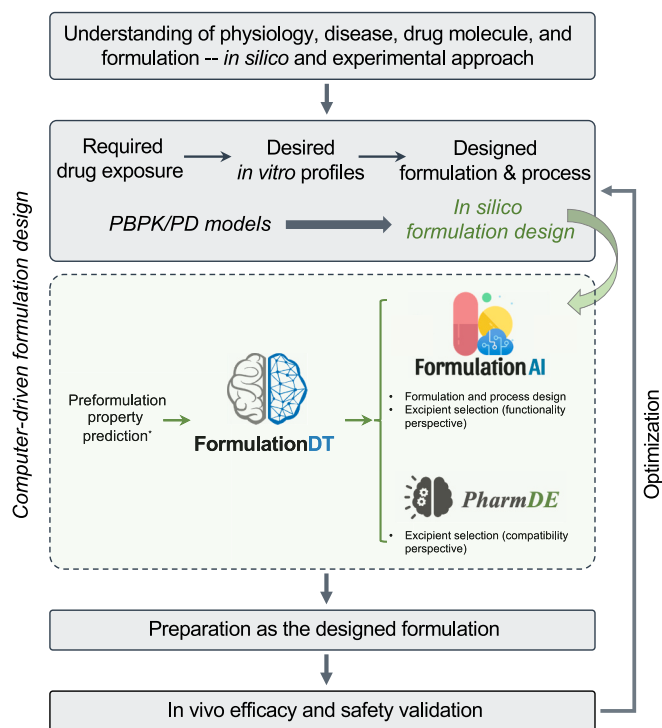 Understanding of physiology, disease, drug molecule, and
formulation -- in silico and experimental approach
Computer-driven formulation design
Required
drug exposure
Desired
in vitro profiles
Designed
formulation & process
PBPK/PD models
In silico
formulation design
Preformulation
property
prediction*
FormulationDT
FormulationAI
• Formulation and process design
• Excipient selection (functionality
perspective)
PharmDE
• Excipient selection (compatibility
perspective)
Optimization
Preparation as the designed formulation
In vivo efficacy and safety validation